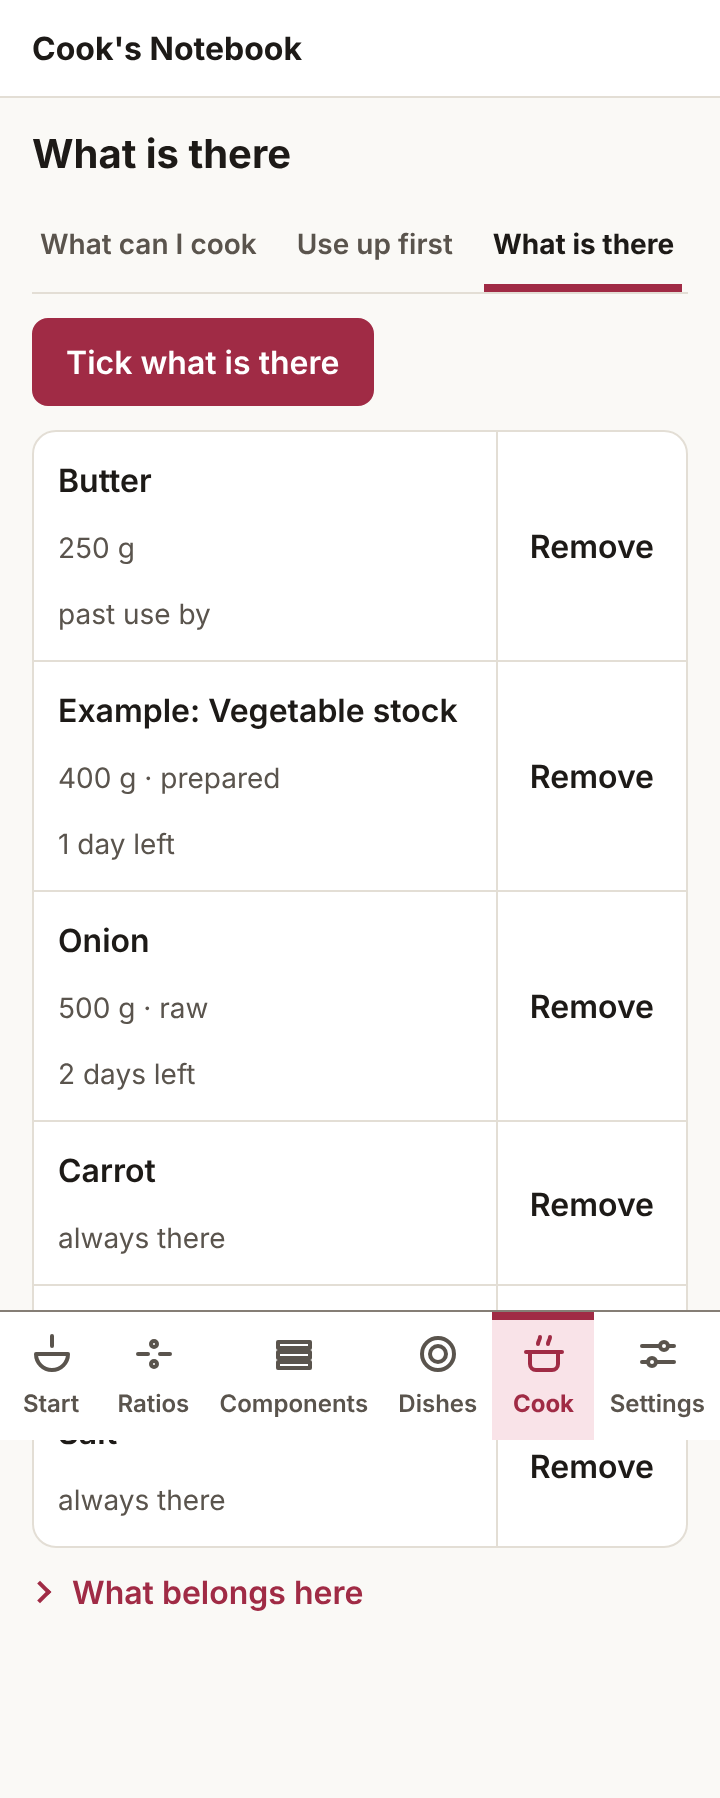 Cook's Notebook
What is there
What can I cook
Use up first
What is there
Tick what is there
Butter
250 g
past use by
Remove
Example: Vegetable stock
400 g · prepared
1 day left
Remove
Onion
500 g · raw
2 days left
Remove
Carrot
always there
Remove
Start
Ratios
Components
Dishes
Cook
Settings
always there
Remove
What belongs here